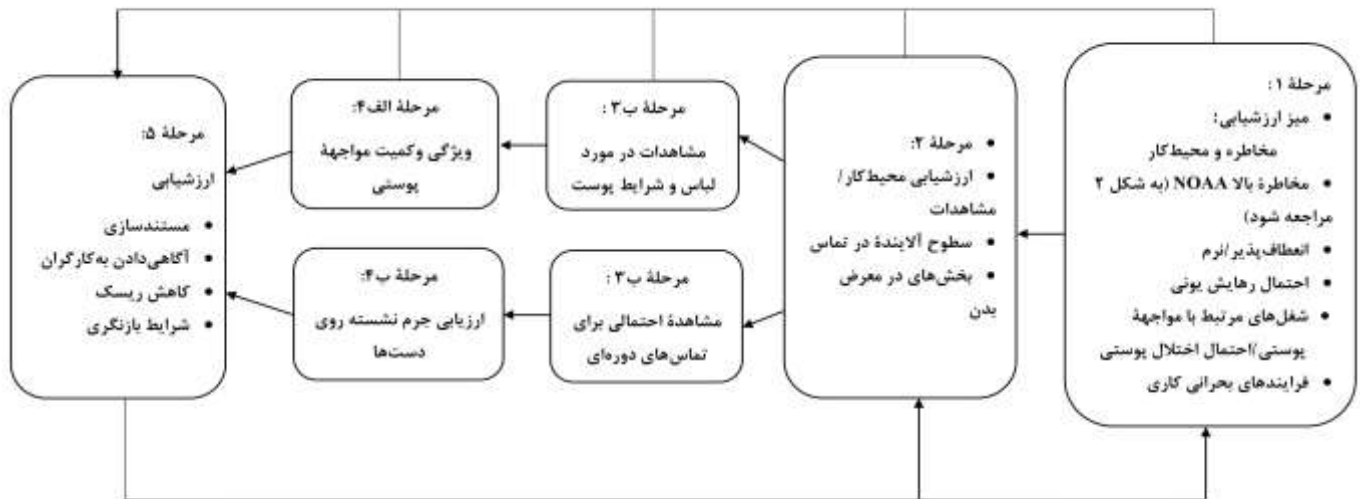 مرحلهٔ ۱:
• میز ارزشیابی:
مخاطره و محیط‌کار
• مخاطرهٔ بالا NOAA (به شکل ۲
مراجعه شود)
• انعطاف‌پذیر/نرم
• احتمال رهایش یونی
• شغل‌های مرتبط با مواجههٔ
پوستی/احتمال اختلال پوستی
• فرایندهای بحرانی کاری
• مرحلهٔ ۲:
• ارزشیابی محیط‌کار/
مشاهدات
• سطوح آلایندهٔ در تماس
• بخش‌های در معرض
بدن
مرحلهٔ ب۳ :
مشاهدات در مورد
لباس و شرایط پوست
مرحلهٔ ب۳ :
مشاهدهٔ احتمالی برای
تماس‌های دوره‌ای
مرحلهٔ الف۴:
ویژگی وکمیت مواجههٔ
پوستی
مرحلهٔ ب۴:
ارزیابی جرم نشسته روی
دست‌ها
مرحلهٔ ۵:
ارزشیابی
• مستندسازی
• آگاهی‌دادن به‌کارگران
• کاهش ریسک
• شرایط بازنگری